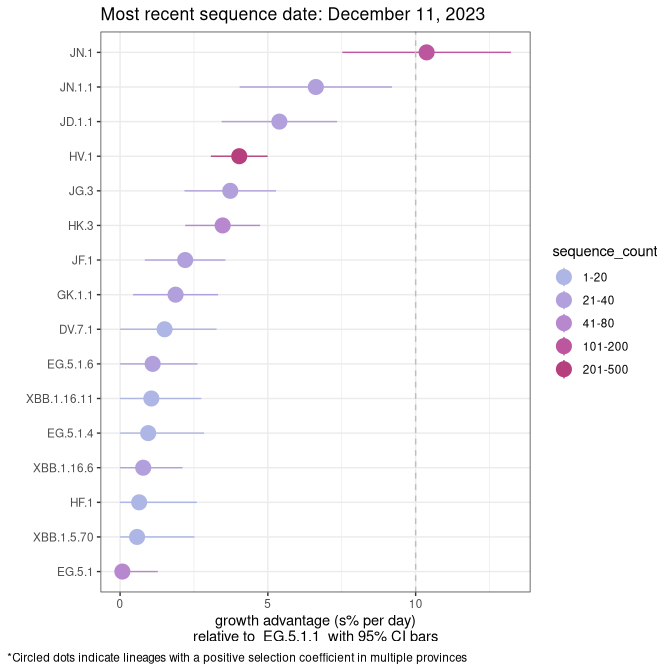 Most recent sequence date: December 11, 2023
JN.1
JN.1.1
JD.1.1
HV.1
JG.3
HK.3
JF.1
GK.1.1
DV.7.1
EG.5.1.6
XBB.1.16.11
EG.5.1.4
XBB.1.16.6
HF.1
XBB.1.5.70
EG.5.1
0 5 10
growth advantage (s% per day)
relative to EG.5.1.1 with 95% CI bars
sequence_count
1-20
21-40
41-80
101-200
201-500
*Circled dots indicate lineages with a positive selection coefficient in multiple provinces